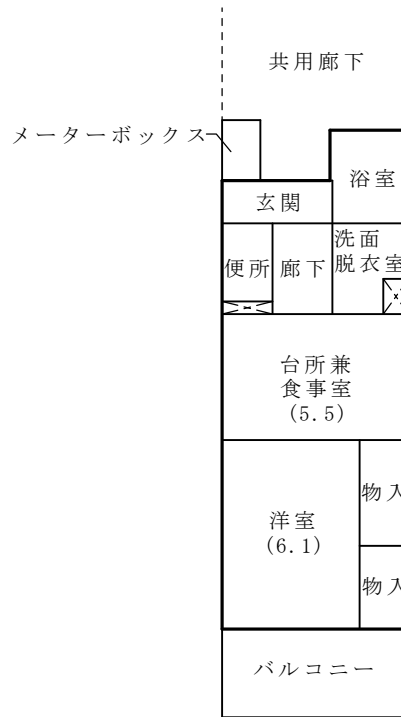 共用廊下
メーターボックス
浴室
玄関
洗面
脱衣室
便所
廊下
台所兼
食事室
(5.5)
物入
洋室
(6.1)
物入
バルコニー